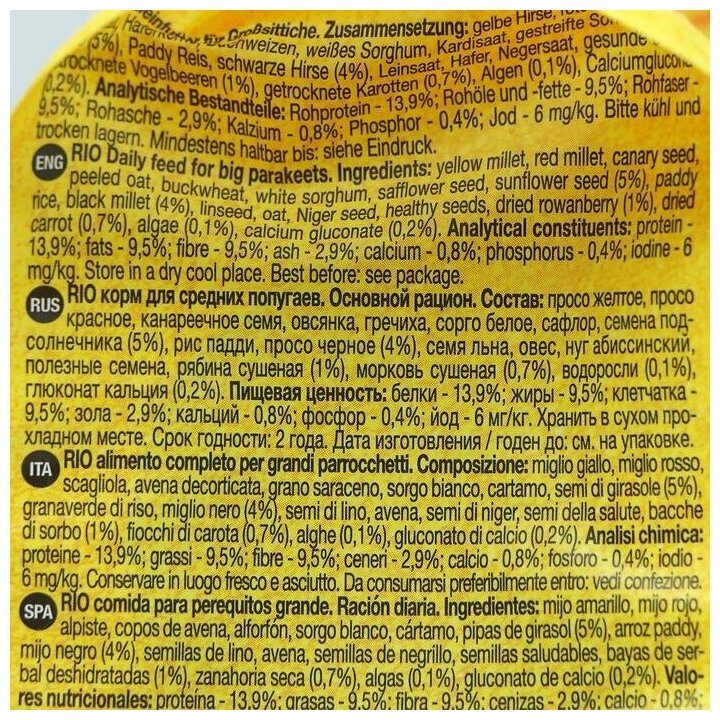 für Großsittiche. Zusammensetzung: gelbe Hirse,
weißes Sorghum, Kardisaat, gestreifte
5%), Paddy Reis, schwarze Hirse (4%), Leinsaat, Hafer, Negersaat, gesunde
trocknete Vogelbeeren (1%), getrocknete Karotten (0,7%), Algen (0,1%), Calciumglucona
0,2%). Analytische Bestandteile: Rohprotein - 13,9%; Rohöle und -fette - 9,5%; Rohfaser -
9,5%; Rohasche - 2,9%; Kalzium - 0,8%; Phosphor - 0,4%; Jod - 6 mg/kg. Bitte kühl und
trocken lagern. Mindestens haltbar bis: siehe Eindruck.
ENG RIO Daily feed for big parakeets. Ingredients: yellow millet, red millet, canary seed,
peeled oat, buckwheat, white sorghum, safflower seed, sunflower seed (5%), paddy
rice, black millet (4%), linseed, oat, Niger seed, healthy seeds, dried rowanberry (1%), dried
carrot (0,7%), algae (0,1%), calcium gluconate (0,2%). Analytical constituents: protein -
13,9%; fats - 9,5%; fibre - 9,5%; ash - 2,9%; calcium - 0,8%; phosphorus - 0,4%; iodine - 6
mg/kg. Store in a dry cool place. Best before: see package.
RUS RIO корм для средних попугаев. Основной рацион. Состав: просо желтое, просо
красное, канареечное семя, овсянка, гречиха, сорго белое, сафлор, семена под-
солнечника (5%), рис падди, просо черное (4%), семя льна, овес, нуг абиссинский,
полезные семена, рябина сушеная (1%), морковь сушеная (0,7%), водоросли (0,1%),
глюконат кальция (0,2%). Пищевая ценность: белки - 13,9%; жиры - 9,5%; клетчатка -
9,5%; зола - 2,9%; кальций - 0,8%; фосфор - 0,4%; йод - 6 мг/кг. Хранить в сухом про-
хладном месте. Срок годности: 2 года. Дата изготовления / годен до: см. на упаковке.
ITA RIO alimento completo per grandi parrocchetti. Composizione: miglio giallo, miglio rosso,
scagliola, avena decorticata, grano saraceno, sorgo bianco, cartamo, semi di girasole (5%),
granaverde di riso, miglio nero (4%), semi di lino, avena, semi di niger, semi della salute, bacche
di sorbo (1%), fiocchi di carota (0,7%), alghe (0,1%), gluconato di calcio (0,2%). Analisi chimica:
proteine - 13,9%; grassi - 9,5%; fibre - 9,5%; ceneri - 2,9%; calcio - 0,8%; fosforo - 0,4%; iodio -
6 mg/kg. Conservare in luogo fresco e asciutto. Da consumarsi preferibilmente entro: vedi confezione.
SPA RIO comida para perequitos grande. Ración diaria. Ingredientes: mijo amarillo, mijo rojo,
alpiste, copos de avena, alforfón, sorgo blanco, cártamo, pipas de girasol (5%), arroz paddy,
mijo negro (4%), semillas de lino, avena, semillas de negrillo, semillas saludables, bayas de ser-
bal deshidratadas (1%), zanahoria seca (0,7%), algas (0,1%), gluconato de calcio (0,2%). Valo-
res nutricionales: proteína - 13,9%; grasas - 9,5%; fibra - 9,5%; cenizas - 2,9%; calcio - 0,8%;